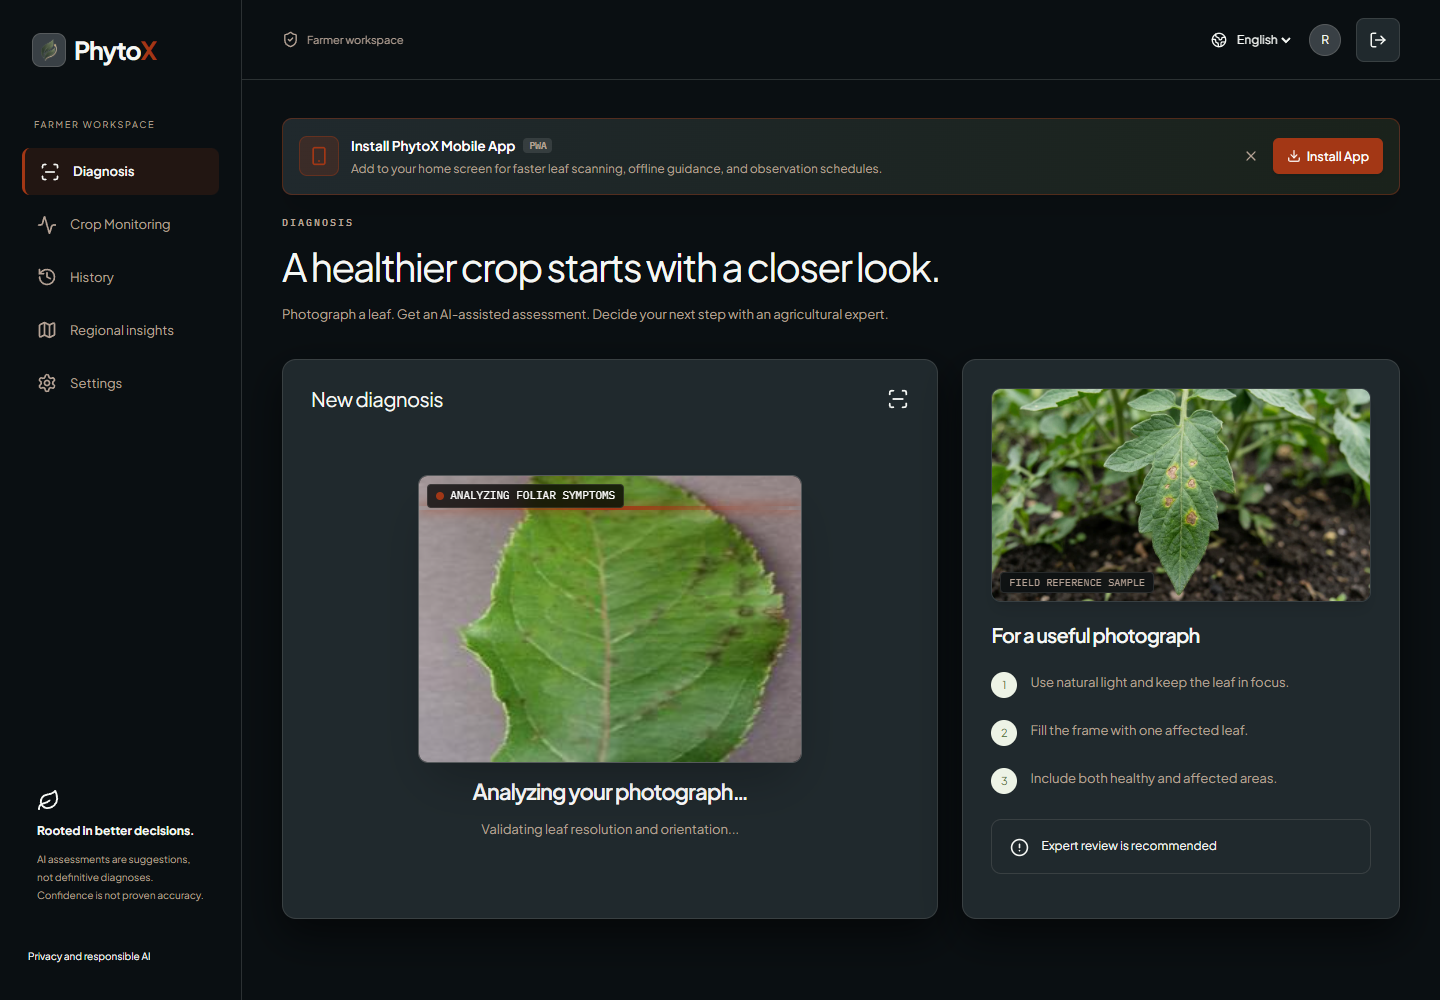 PhytoX
Farmer workspace
English
R
FARMER WORKSPACE
Diagnosis
Crop Monitoring
History
Regional insights
Settings
Install PhytoX Mobile App PWA
Add to your home screen for faster leaf scanning, offline guidance, and observation schedules.
Install App
DIAGNOSIS
A healthier crop starts with a closer look.
Photograph a leaf. Get an AI-assisted assessment. Decide your next step with an agricultural expert.
New diagnosis
ANALYZING FOLIAR SYMPTOMS
Analyzing your photograph...
Validating leaf resolution and orientation...
FIELD REFERENCE SAMPLE
For a useful photograph
1 Use natural light and keep the leaf in focus.
2 Fill the frame with one affected leaf.
3 Include both healthy and affected areas.
Expert review is recommended
Rooted in better decisions.
AI assessments are suggestions,
not definitive diagnoses.
Confidence is not proven accuracy.
Privacy and responsible AI